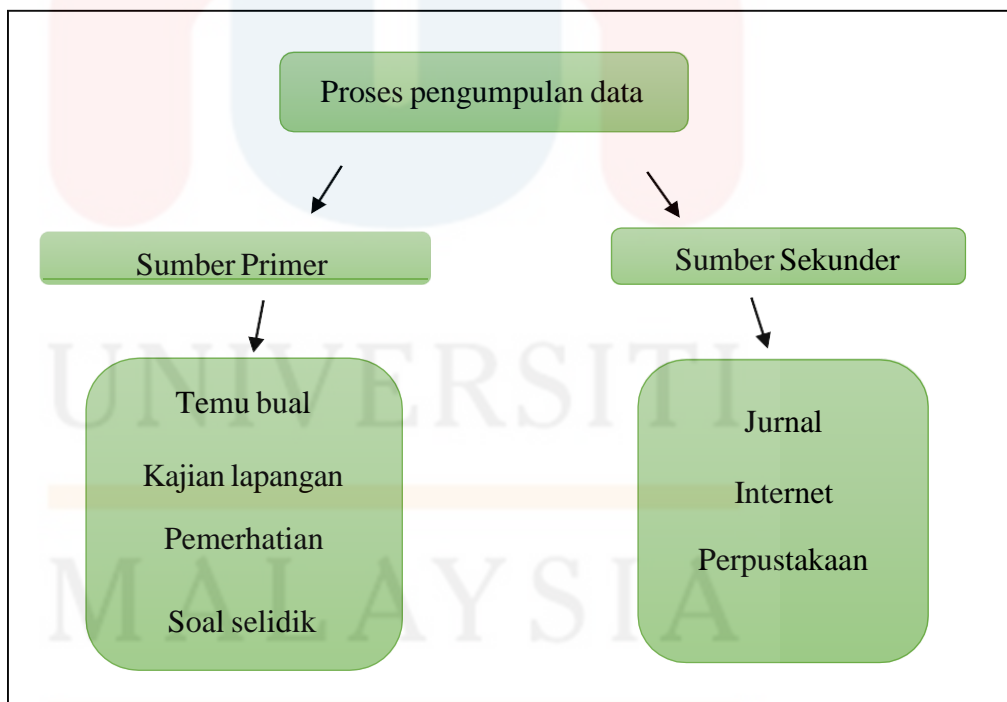 Proses pengumpulan data
Sumber Primer
Sumber Sekunder
Temu bual
Kajian lapangan
Pemerhatian
Soal selidik
Jurnal
Internet
Perpustakaan
UNIVERSITI
MALAYSIA